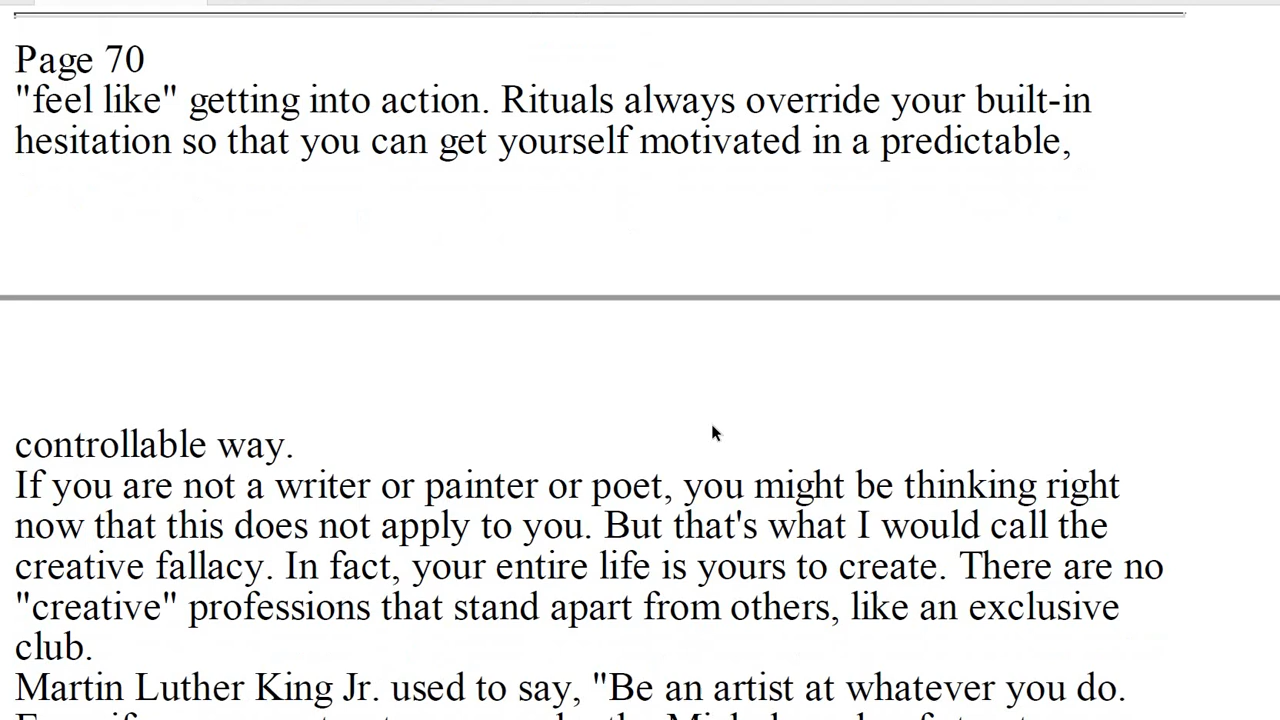 Page 70
"feel like" getting into action. Rituals always override your built-in
hesitation so that you can get yourself motivated in a predictable,
controllable way.
If you are not a writer or painter or poet, you might be thinking right
now that this does not apply to you. But that's what I would call the
creative fallacy. In fact, your entire life is yours to create. There are no
"creative" professions that stand apart from others, like an exclusive
club.
Martin Luther King Jr. used to say, "Be an artist at whatever you do.